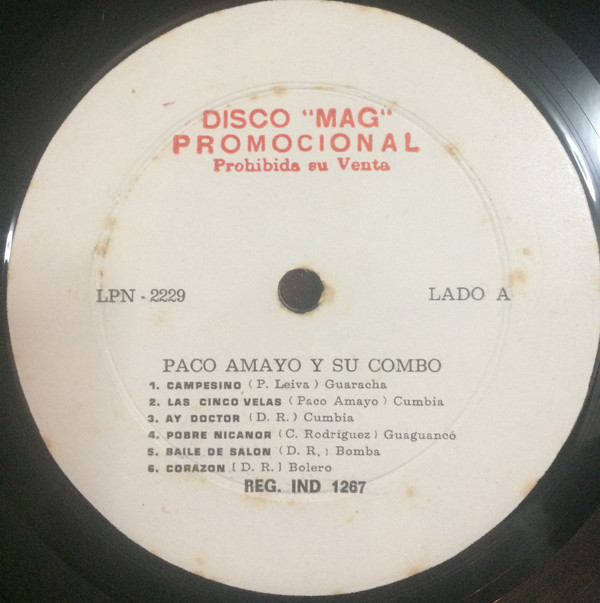 DISCO "MAG"
PROMOCIONAL
Prohibida su Venta
LPN - 2229
LADO A
PACO AMAYO Y SU COMBO
1. CAMPESINO (P. Leiva) Guaracha
2. LAS CINCO VELAS (Paco Amayo) Cumbia
3. AY DOCTOR (D. R.) Cumbia
4. POBRE NICANOR (C. Rodríguez) Guaguancó
5. BAILE DE SALON (D. R.) Bomba
6. CORAZON [D. R.] Bolero
REG. IND 1267